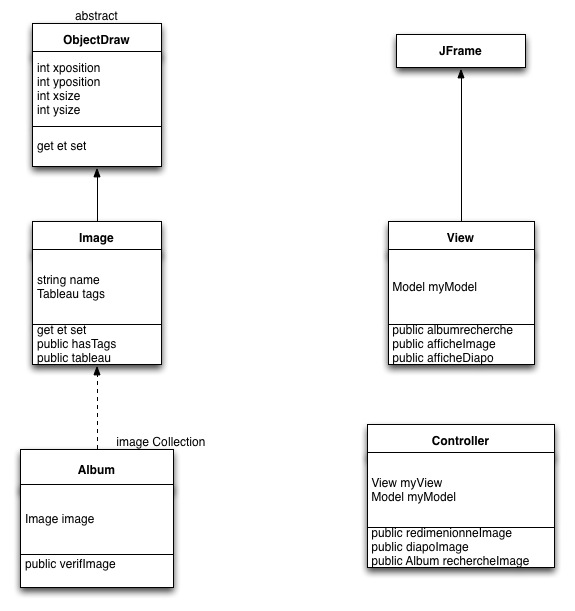 abstract
ObjectDraw
int xposition
int yposition
int xsize
int ysize
get et set
Image
string name
Tableau tags
get et set
public hasTags
public tableau
image Collection
Album
Image image
public verifImage
JFrame
View
Model myModel
public albumrecherche
public afficheImage
public afficheDiapo
Controller
View myView
Model myModel
public redimenionneImage
public diapoImage
public Album rechercheImage